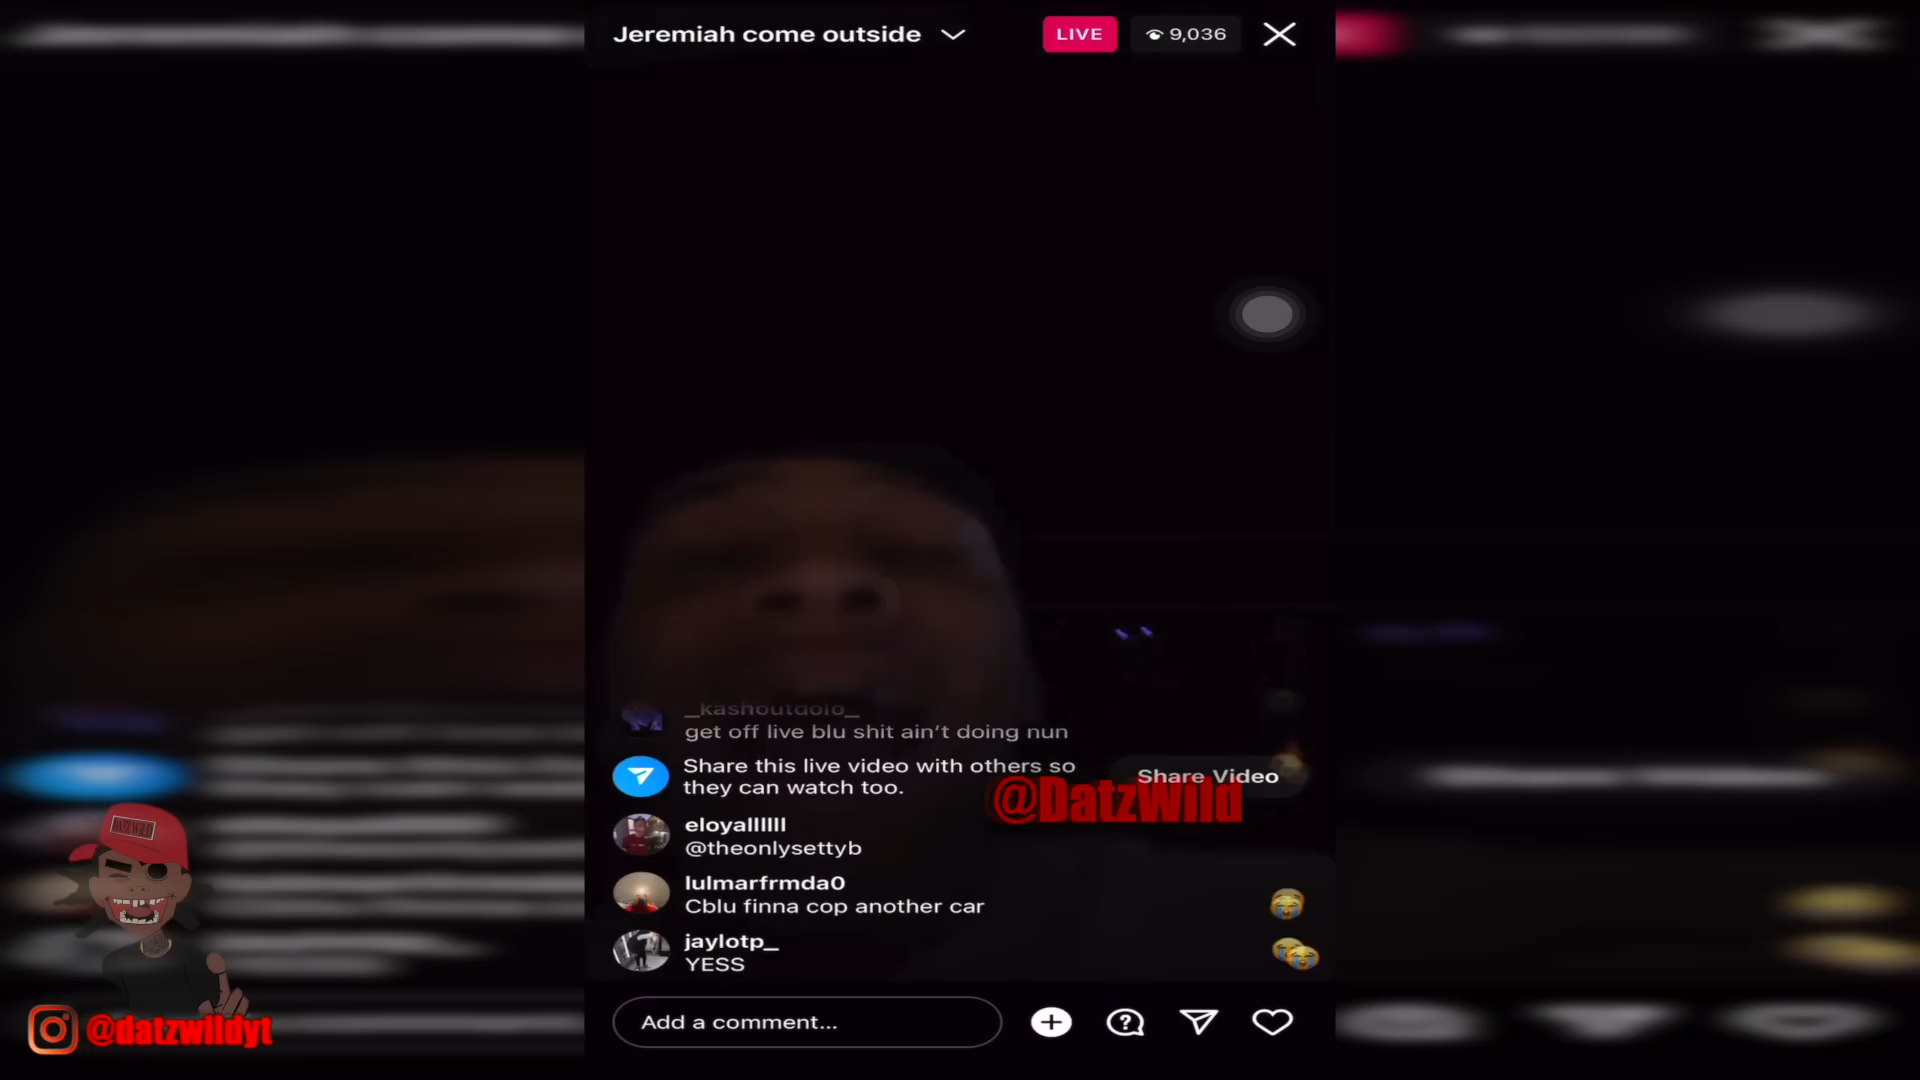 Jeremiah come outside
LIVE
9,036
_kashoutdolo_
get off live blu shit ain't doing nun
Share this live video with others so
they can watch too.
Share Video
@DatzWild
eloyallllll
@theonlysettyb
lulmarfrmda0
Cblu finna cop another car
jaylotp_
YESS
Add a comment...
DATZWILD
@datzwildyt